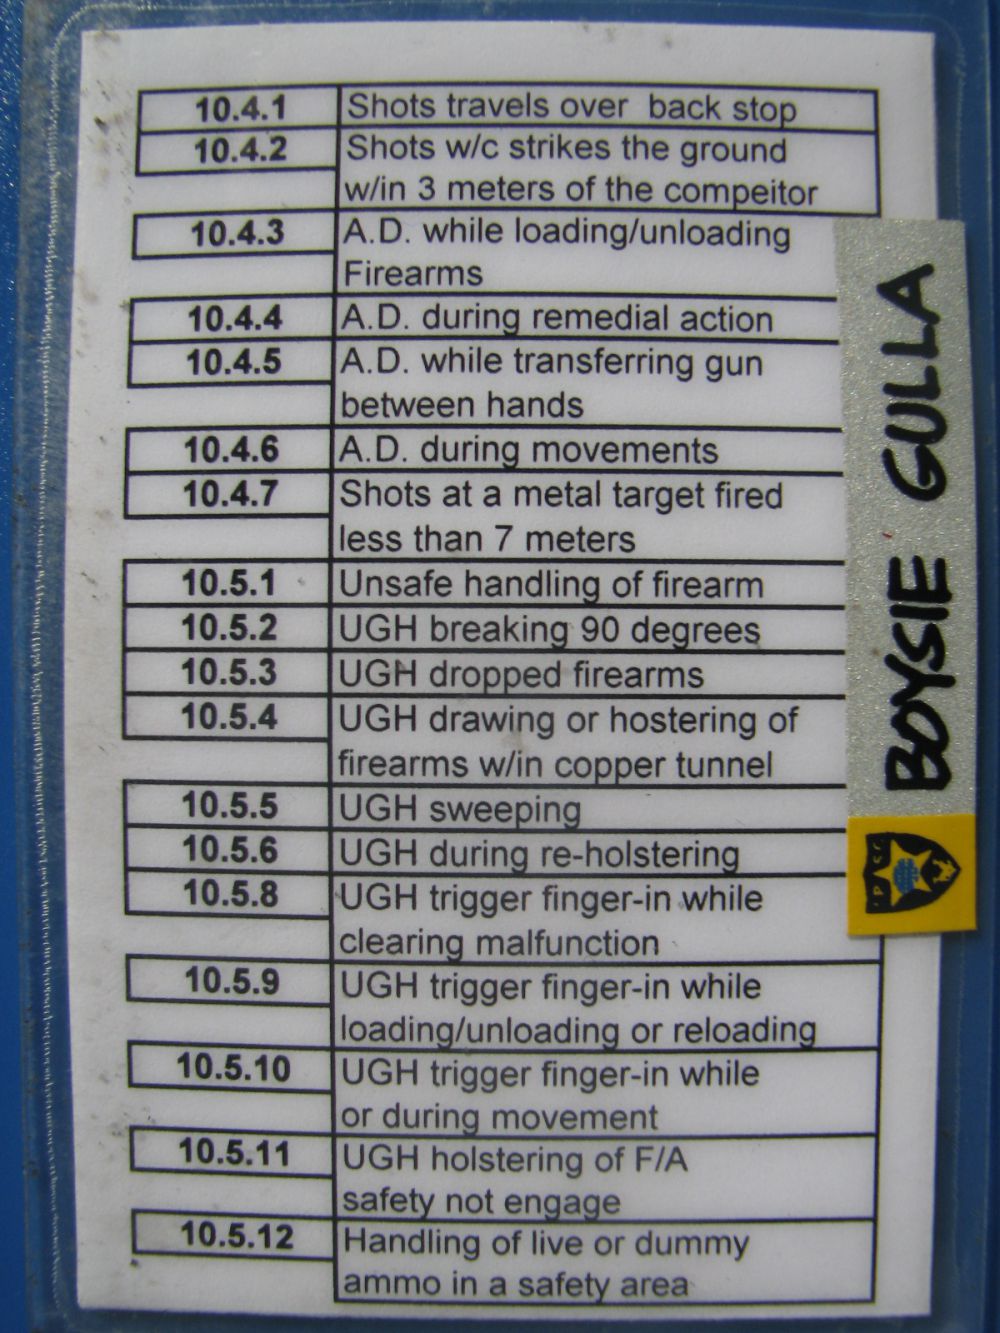 10.4.1 Shots travels over back stop
10.4.2 Shots w/c strikes the ground
w/in 3 meters of the compeitor
10.4.3 A.D. while loading/unloading
Firearms
10.4.4 A.D. during remedial action
10.4.5 A.D. while transferring gun
between hands
10.4.6 A.D. during movements
10.4.7 Shots at a metal target fired
less than 7 meters
10.5.1 Unsafe handling of firearm
10.5.2 UGH breaking 90 degrees
10.5.3 UGH dropped firearms
10.5.4 UGH drawing or hostering of
firearms w/in copper tunnel
10.5.5 UGH sweeping
10.5.6 UGH during re-holstering
10.5.8 UGH trigger finger-in while
clearing malfunction
10.5.9 UGH trigger finger-in while
loading/unloading or reloading
10.5.10 UGH trigger finger-in while
or during movement
10.5.11 UGH holstering of F/A
safety not engage
10.5.12 Handling of live or dummy
ammo in a safety area
BOYSIE GULLA